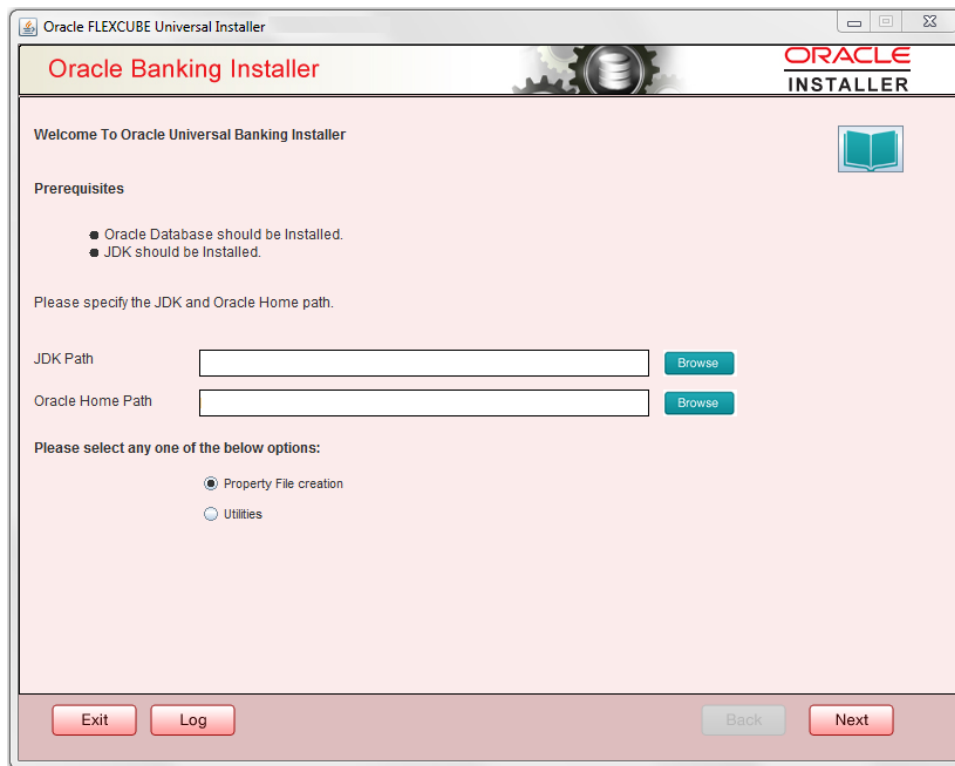 Oracle FLEXCUBE Universal Installer
Oracle Banking Installer
ORACLE
INSTALLER
Welcome To Oracle Universal Banking Installer
Prerequisites
Oracle Database should be Installed.
JDK should be Installed.
Please specify the JDK and Oracle Home path.
JDK Path
Browse
Oracle Home Path
Browse
Please select any one of the below options:
Property File creation
Utilities
Exit Log Back Next